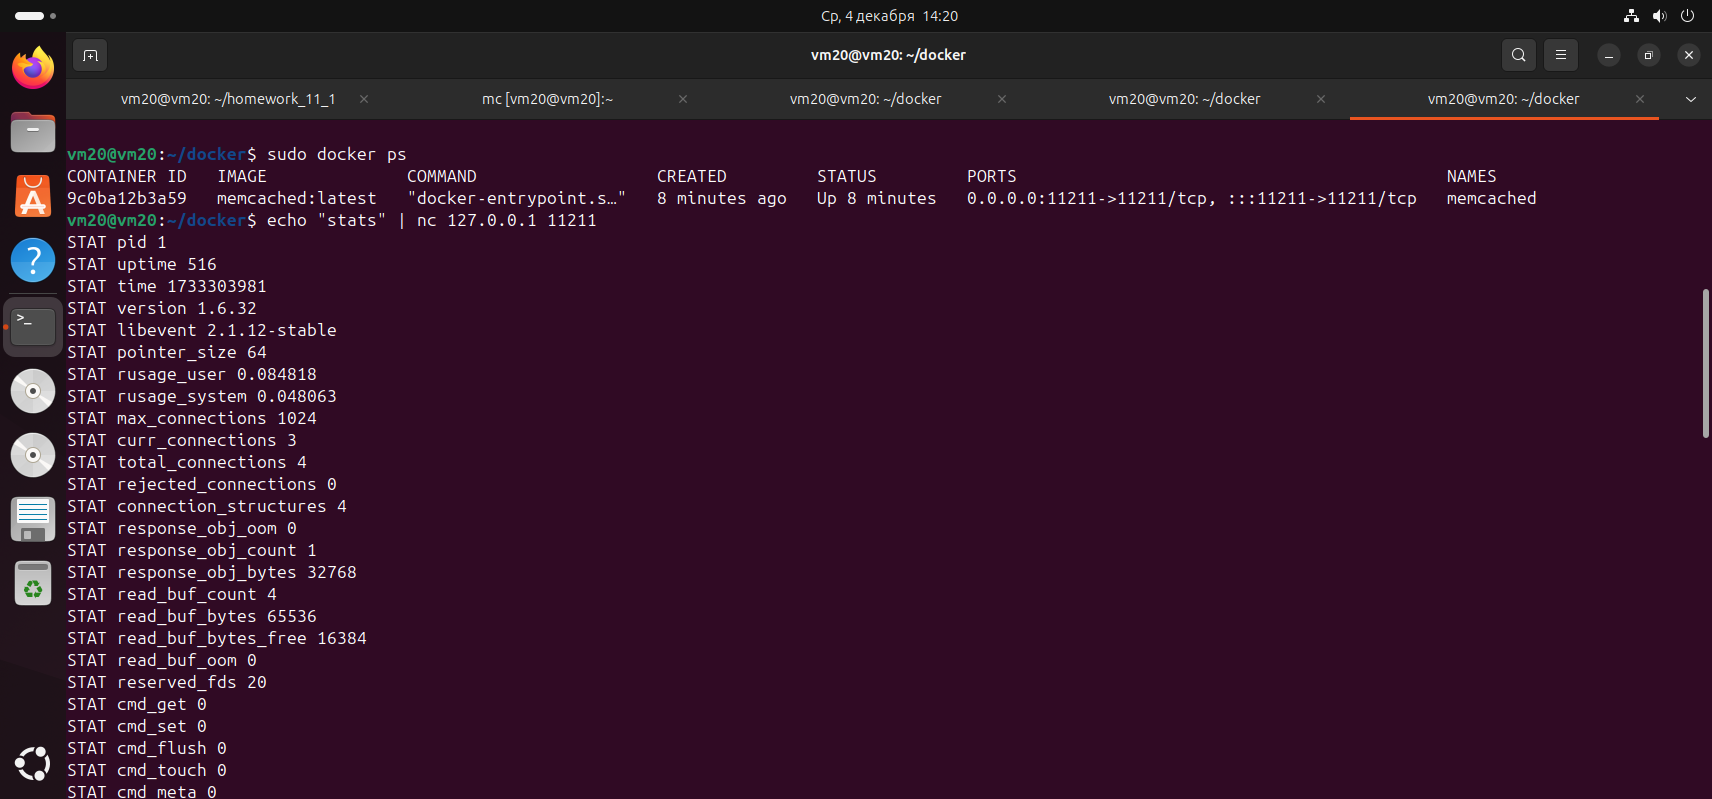 Ср, 4 декабря 14:20
vm20@vm20: ~/docker
vm20@vm20: ~/homework_11_1
mc [vm20@vm20]:~
vm20@vm20: ~/docker
vm20@vm20: ~/docker
vm20@vm20: ~/docker
vm20@vm20:~/docker$ sudo docker ps
CONTAINER ID   IMAGE              COMMAND                  CREATED         STATUS         PORTS                                           NAMES
9c0ba12b3a59   memcached:latest   "docker-entrypoint.s…"   8 minutes ago   Up 8 minutes   0.0.0.0:11211->11211/tcp, :::11211->11211/tcp   memcached
vm20@vm20:~/docker$ echo "stats" | nc 127.0.0.1 11211
STAT pid 1
STAT uptime 516
STAT time 1733303981
STAT version 1.6.32
STAT libevent 2.1.12-stable
STAT pointer_size 64
STAT rusage_user 0.084818
STAT rusage_system 0.048063
STAT max_connections 1024
STAT curr_connections 3
STAT total_connections 4
STAT rejected_connections 0
STAT connection_structures 4
STAT response_obj_oom 0
STAT response_obj_count 1
STAT response_obj_bytes 32768
STAT read_buf_count 4
STAT read_buf_bytes 65536
STAT read_buf_bytes_free 16384
STAT read_buf_oom 0
STAT reserved_fds 20
STAT cmd_get 0
STAT cmd_set 0
STAT cmd_flush 0
STAT cmd_touch 0
STAT cmd_meta 0